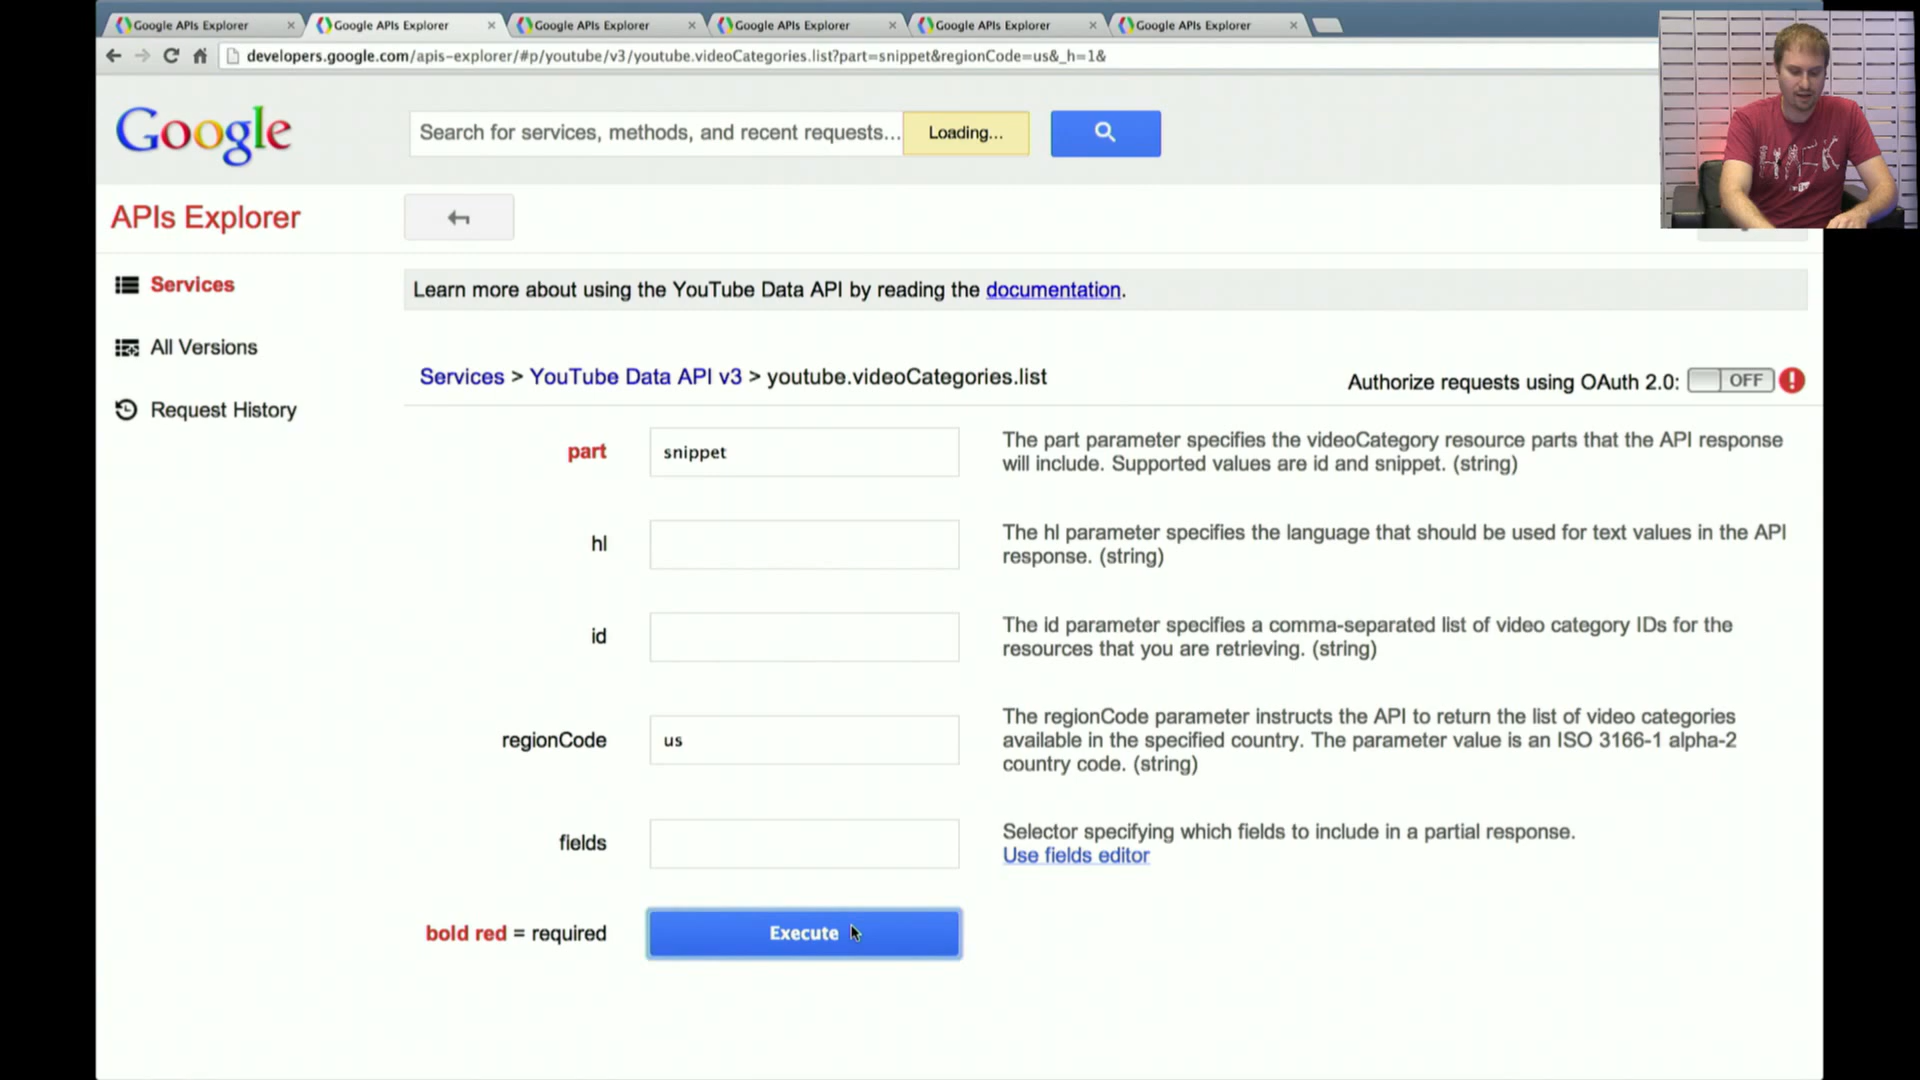 Google APIs Explorer
Google APIs Explorer
Google APIs Explorer
Google APIs Explorer
Google APIs Explorer
Google APIs Explorer
developers.google.com/apis-explorer/#p/youtube/v3/youtube.videoCategories.list?part=snippet&regionCode=us&_h=1&
Google
Search for services, methods, and recent requests...
Loading...
HACK
APIs Explorer
Services
All Versions
Request History
Learn more about using the YouTube Data API by reading the documentation.
Services > YouTube Data API v3 > youtube.videoCategories.list
Authorize requests using OAuth 2.0: OFF !
part
snippet
The part parameter specifies the videoCategory resource parts that the API response
will include. Supported values are id and snippet. (string)
hl
The hl parameter specifies the language that should be used for text values in the API
response. (string)
id
The id parameter specifies a comma-separated list of video category IDs for the
resources that you are retrieving. (string)
regionCode
us
The regionCode parameter instructs the API to return the list of video categories
available in the specified country. The parameter value is an ISO 3166-1 alpha-2
country code. (string)
fields
Selector specifying which fields to include in a partial response.
Use fields editor
bold red = required
Execute